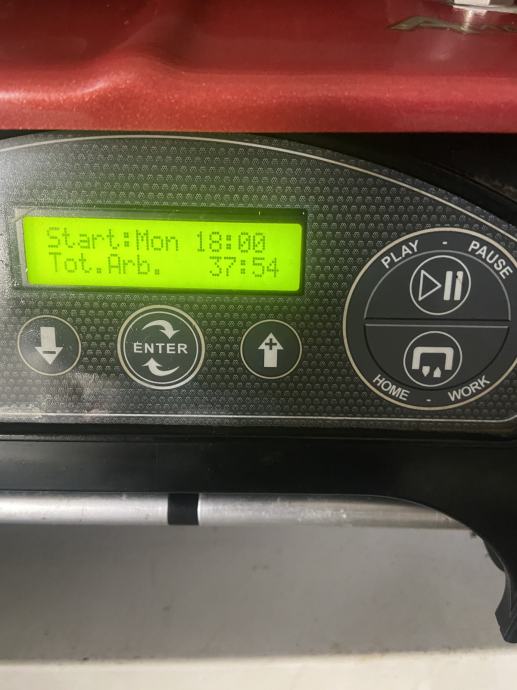 Start:Mon 18:00
Tot.Arb. 37:54
PLAY - PAUSE
ENTER
HOME - WORK